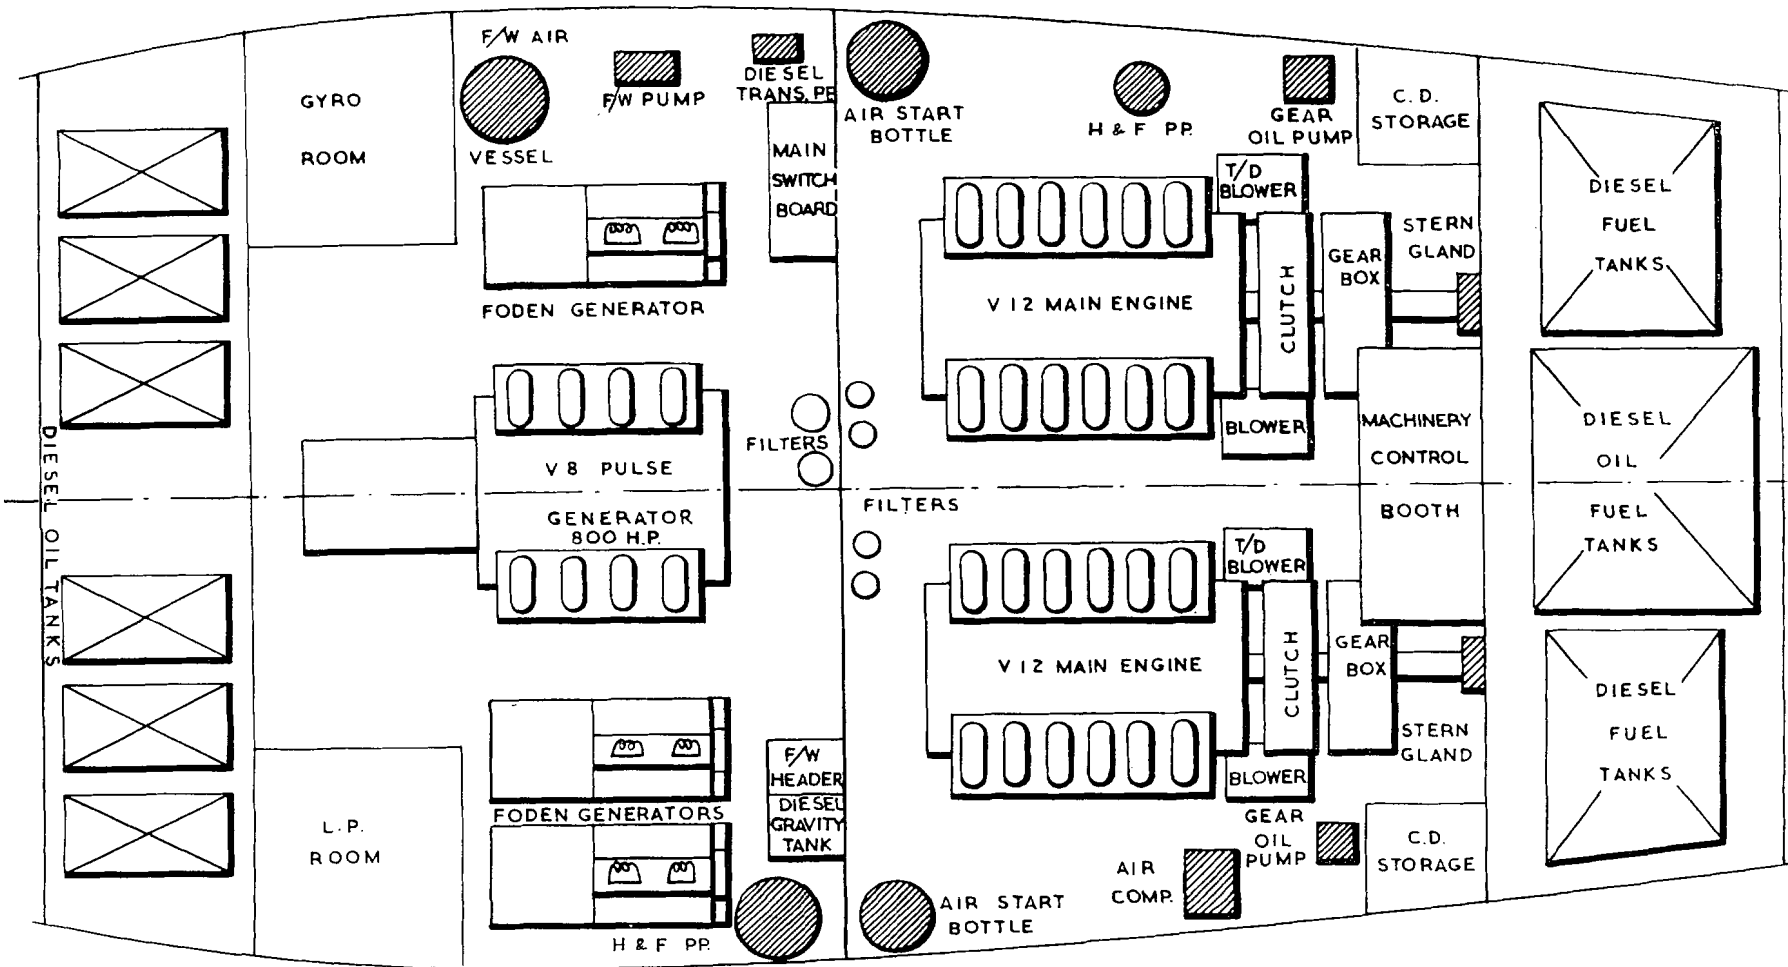 DIESEL OIL TANKS
GYRO
ROOM
L.P.
ROOM
F/W AIR
VESSEL
F/W PUMP
DIESEL
TRANS. PE
MAIN
SWITCH
BOARD
FODEN GENERATOR
V8 PULSE
GENERATOR
800 H.P.
FILTERS
FODEN GENERATORS
F/W
HEADER
DIESEL
GRAVITY
TANK
H & F PP.
AIR START
BOTTLE
H & F PP.
GEAR
OIL PUMP
C.D.
STORAGE
T/D
BLOWER
V12 MAIN ENGINE
CLUTCH
GEAR
BOX
STERN
GLAND
BLOWER
FILTERS
MACHINERY
CONTROL
BOOTH
T/D
BLOWER
V12 MAIN ENGINE
CLUTCH
GEAR
BOX
STERN
GLAND
BLOWER
GEAR
OIL
PUMP
AIR
COMP.
C.D.
STORAGE
AIR START
BOTTLE
DIESEL
FUEL
TANKS
DIESEL
OIL
FUEL
TANKS
DIESEL
FUEL
TANKS